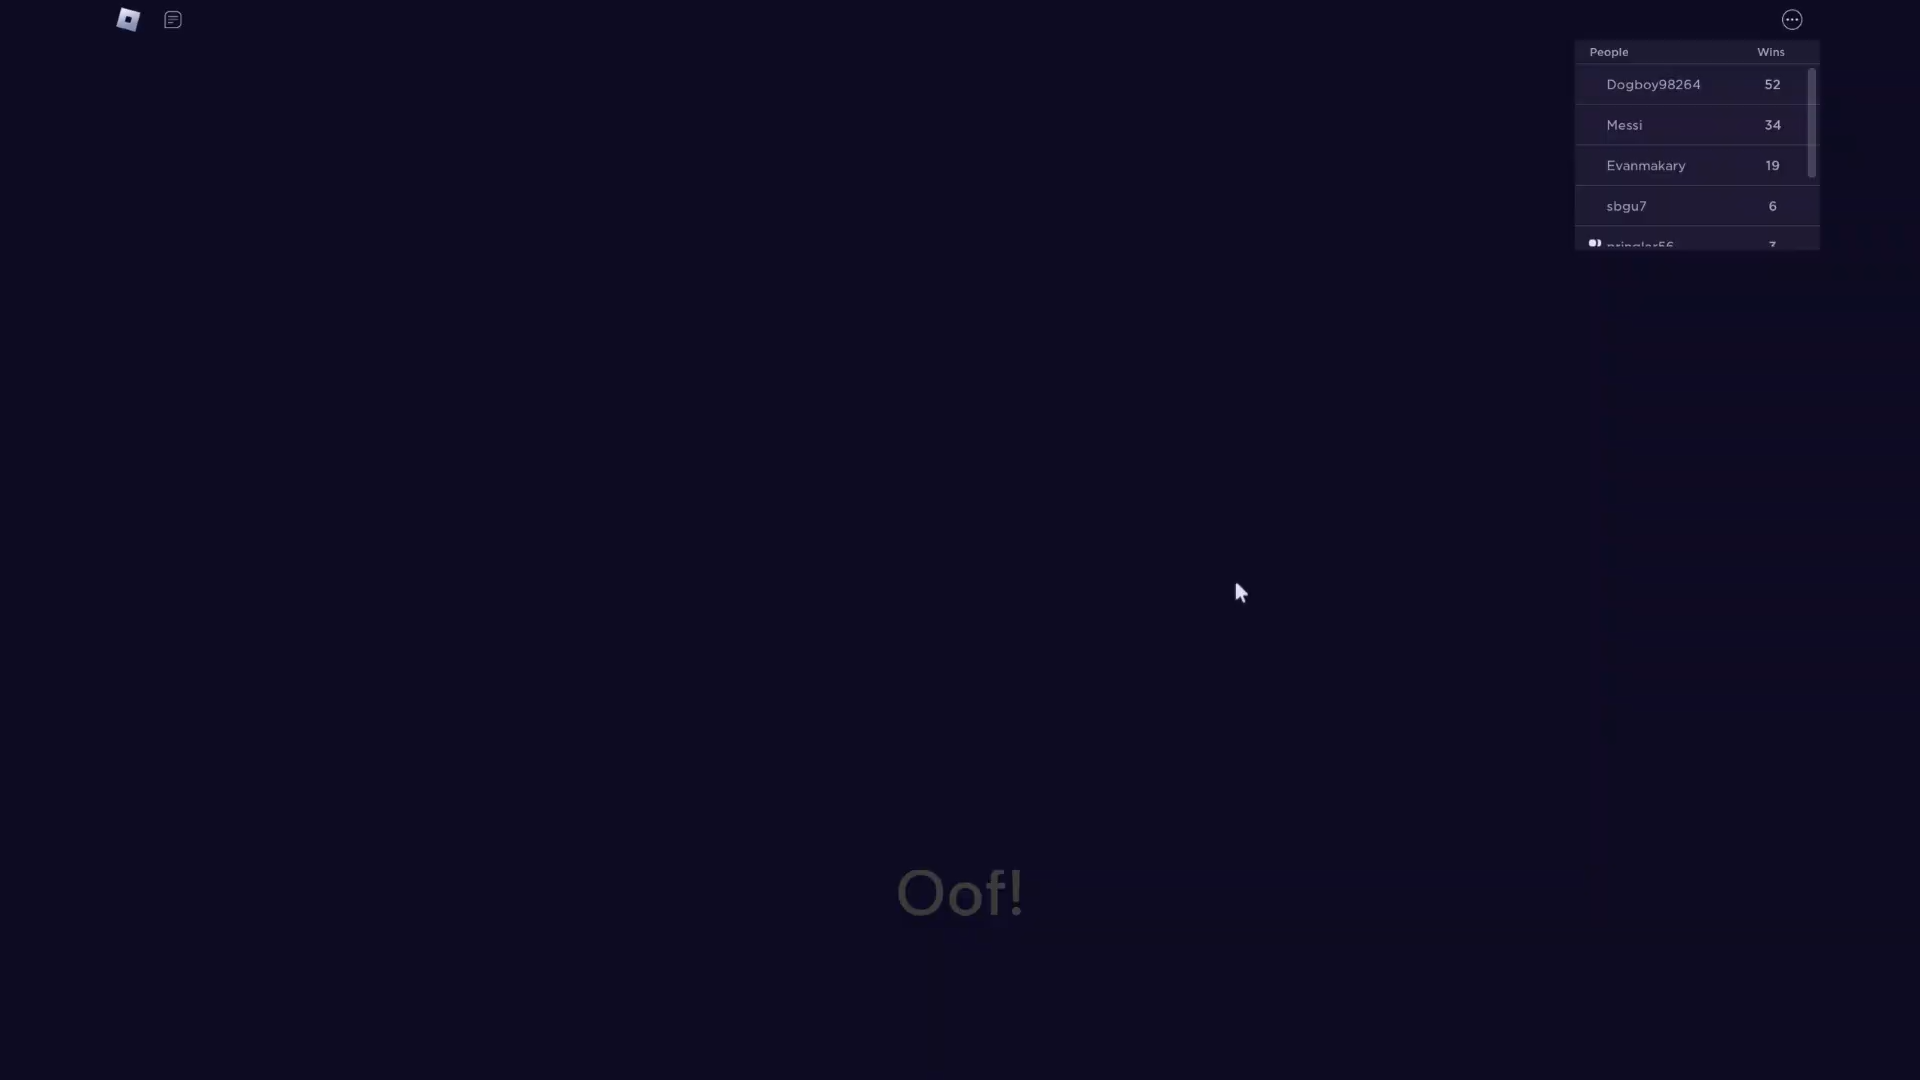 People Wins
Dogboy98264 52
Messi 34
Evanmakary 19
sbgu7 6
Oof!